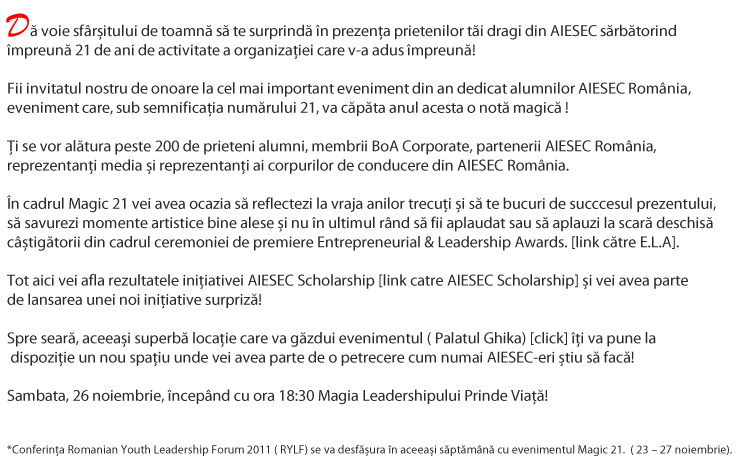 Dă voie sfârșitului de toamnă să te surprindă în prezența prietenilor tăi dragi din AIESEC sărbătorind
împreună 21 de ani de activitate a organizației care v-a adus împreună!
Fii invitatul nostru de onoare la cel mai important eveniment din an dedicat alumnilor AIESEC România,
eveniment care, sub semnificația numărului 21, va căpăta anul acesta o notă magică !
Ți se vor alătura peste 200 de prieteni alumni, membrii BoA Corporate, partenerii AIESEC România,
reprezentanți media și reprezentanți ai corpurilor de conducere din AIESEC România.
În cadrul Magic 21 vei avea ocazia să reflectezi la vraja anilor trecuți și să te bucuri de succcesul prezentului,
să savurezi momente artistice bine alese și nu în ultimul rând să fii aplaudat sau să aplauzi la scară deschisă
câștigătorii din cadrul ceremoniei de premiere Entrepreneurial & Leadership Awards. [link către E.L.A].
Tot aici vei afla rezultatele inițiativei AIESEC Scholarship [link catre AIESEC Scholarship] și vei avea parte
de lansarea unei noi inițiative surpriză!
Spre seară, aceeași superbă locație care va găzdui evenimentul ( Palatul Ghika) [click] îți va pune la
dispoziție un nou spațiu unde vei avea parte de o petrecere cum numai AIESEC-eri știu să facă!
Sambata, 26 noiembrie, începând cu ora 18:30 Magia Leadershipului Prinde Viață!
*Conferința Romanian Youth Leadership Forum 2011 ( RYLF) se va desfășura în aceeași săptămână cu evenimentul Magic 21. ( 23 – 27 noiembrie).